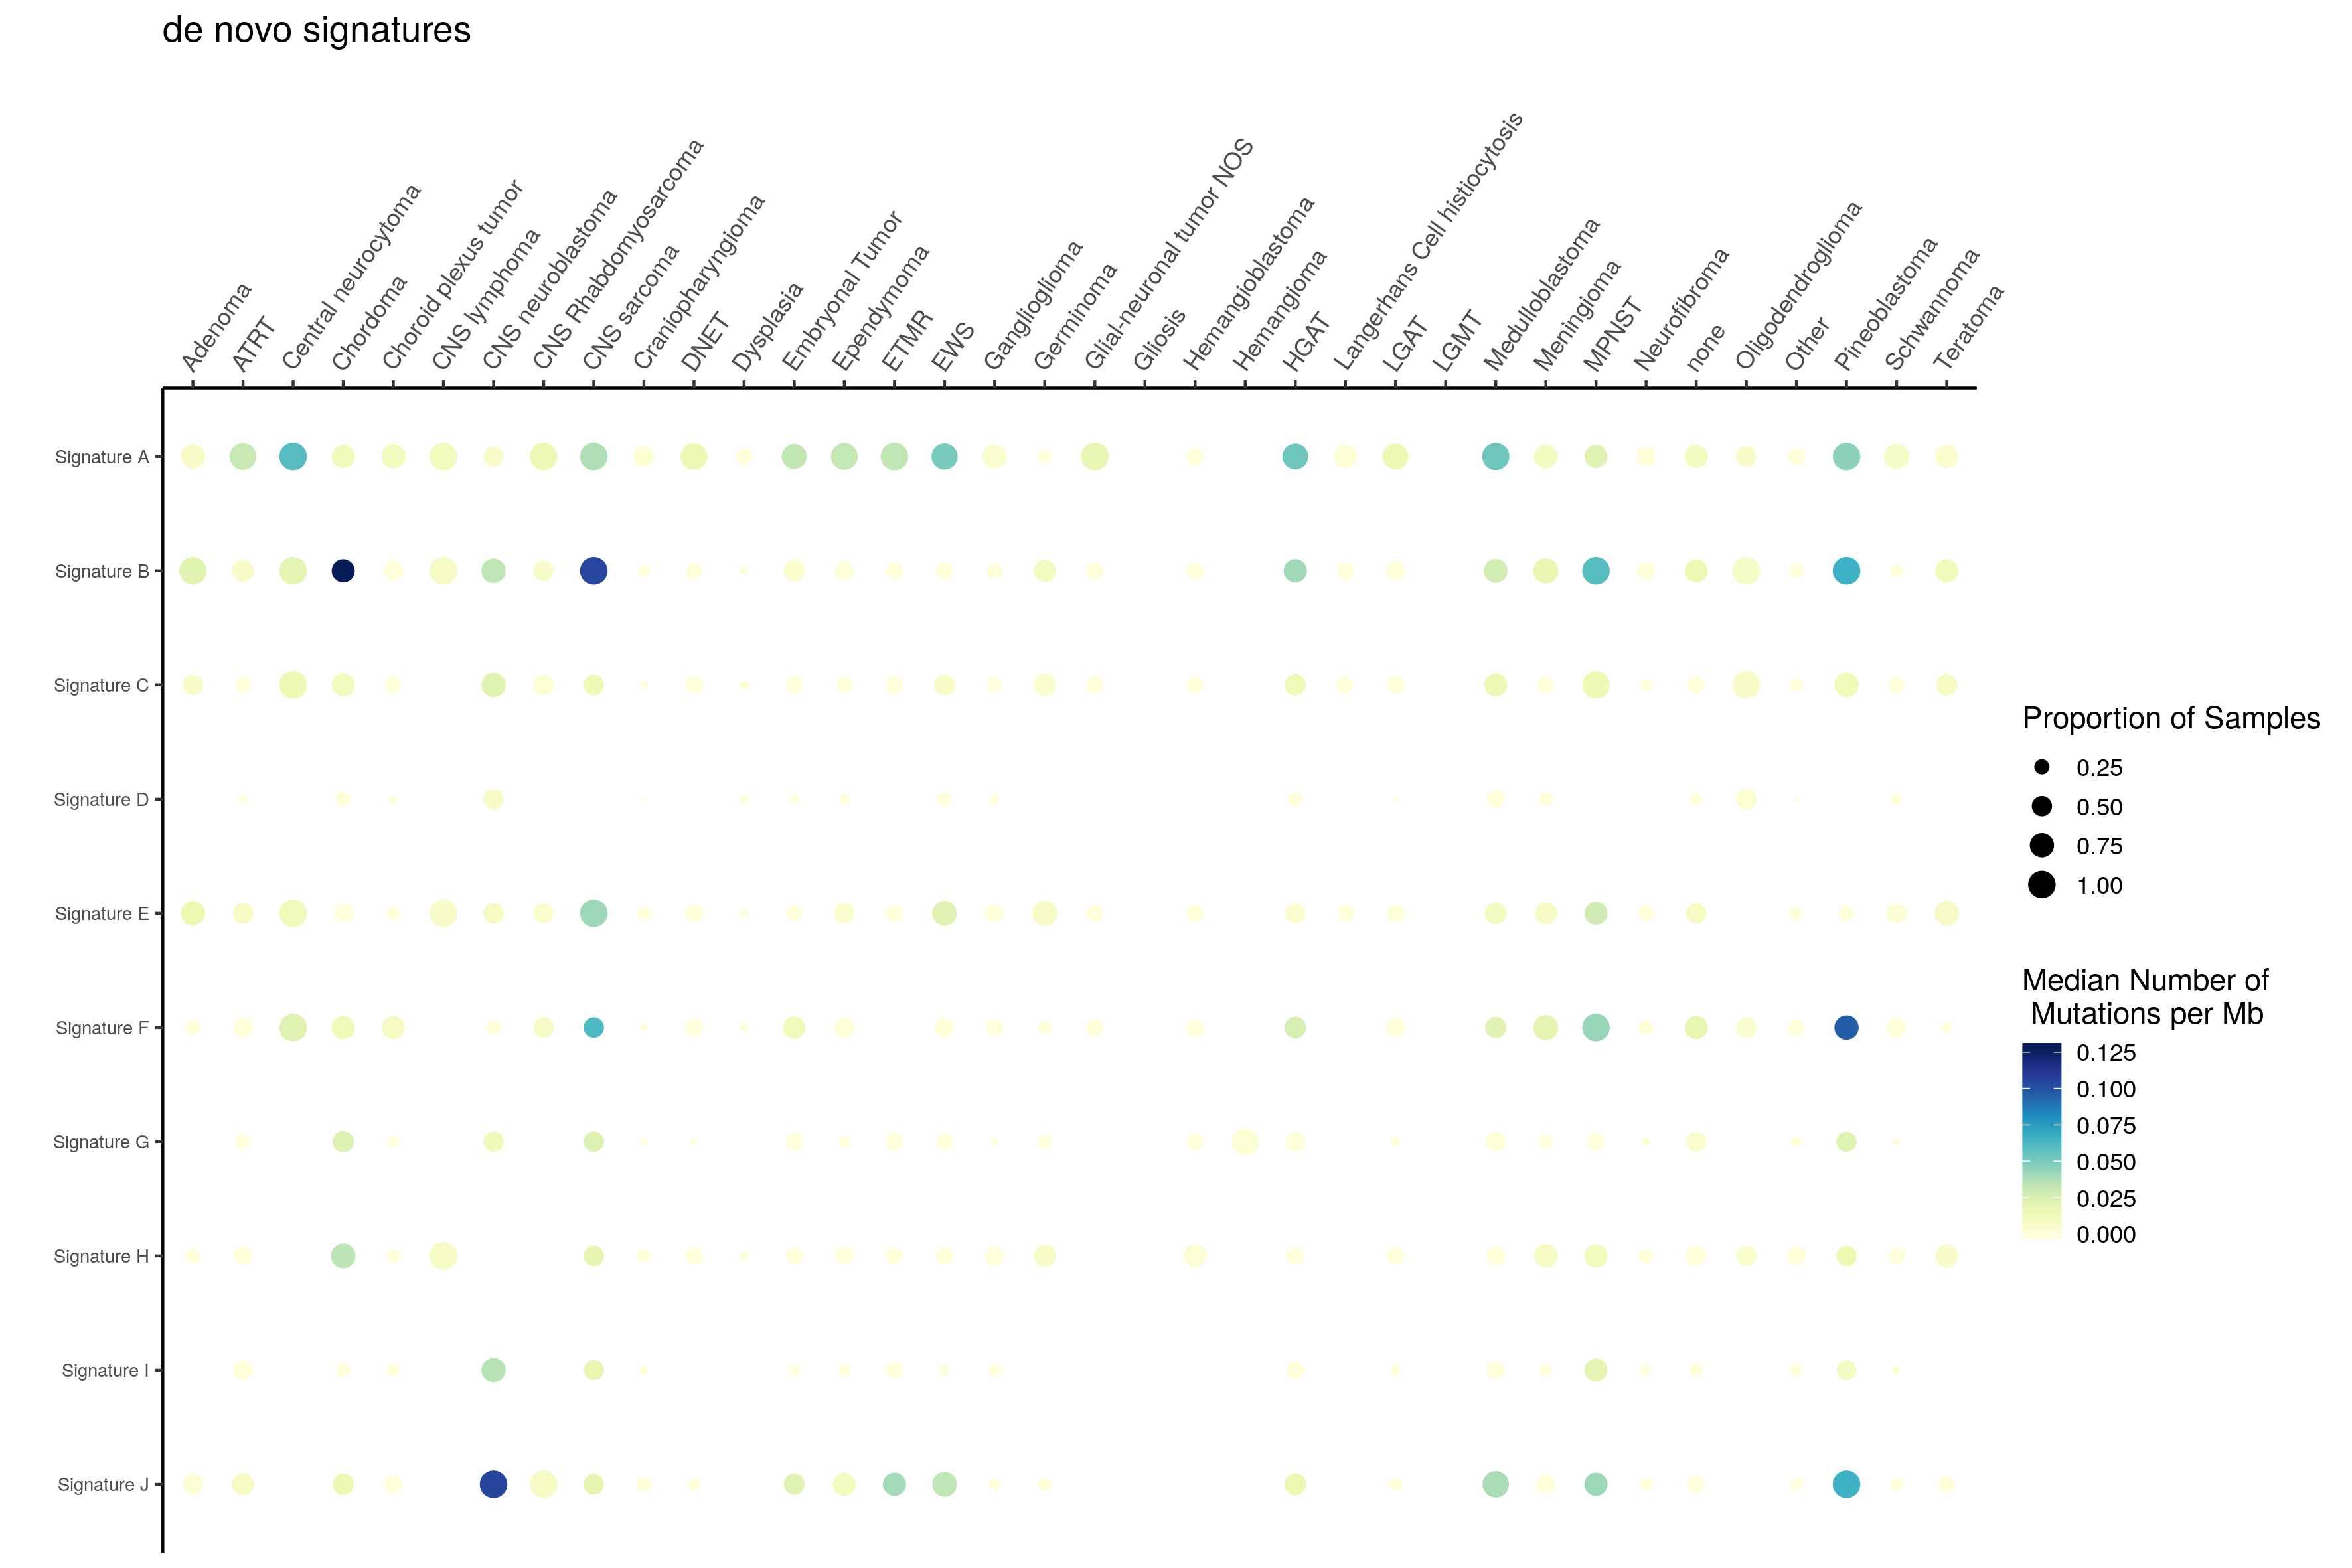 de novo signatures
Adenoma
ATRT
Central neurocytoma
Chordoma
Choroid plexus tumor
CNS lymphoma
CNS neuroblastoma
CNS Rhabdomyosarcoma
CNS sarcoma
Craniopharyngioma
DNET
Dysplasia
Embryonal Tumor
Ependymoma
ETMR
EWS
Ganglioglioma
Germinoma
Glial-neuronal tumor NOS
Gliosis
Hemangioblastoma
Hemangioma
HGAT
Langerhans Cell histiocytosis
LGAT
LGMT
Medulloblastoma
Meningioma
MPNST
Neurofibroma
none
Oligodendroglioma
Other
Pineoblastoma
Schwannoma
Teratoma
Signature A
Signature B
Signature C
Signature D
Signature E
Signature F
Signature G
Signature H
Signature I
Signature J
Proportion of Samples
0.25
0.50
0.75
1.00
Median Number of
Mutations per Mb
0.125
0.100
0.075
0.050
0.025
0.000